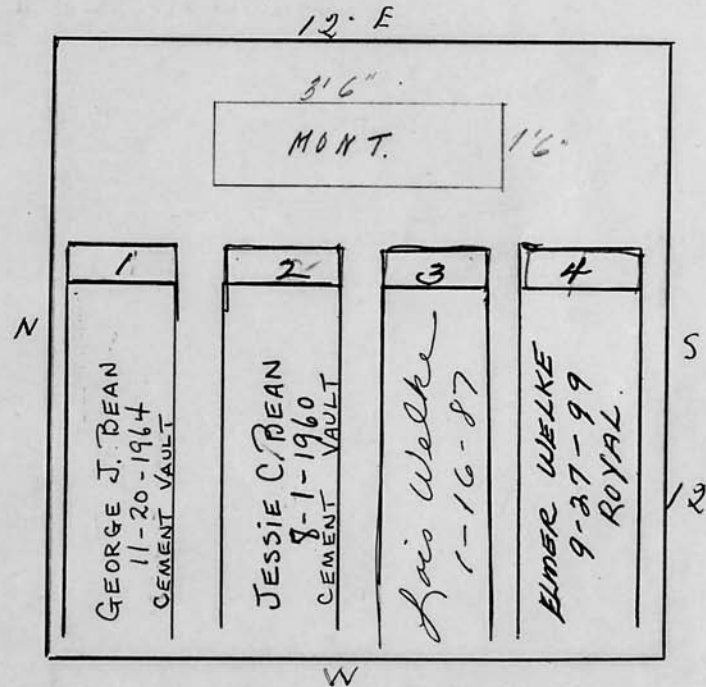 12' E
3'6"
MONT.
1'6"
1
2
3
4
N
S
GEORGE J. BEAN
11-20-1964
CEMENT VAULT
JESSIE C. BEAN
8-1-1960
CEMENT VAULT
Lois Welke
1-16-87
ELMER WELKE
9-27-99
ROYAL.
12
W